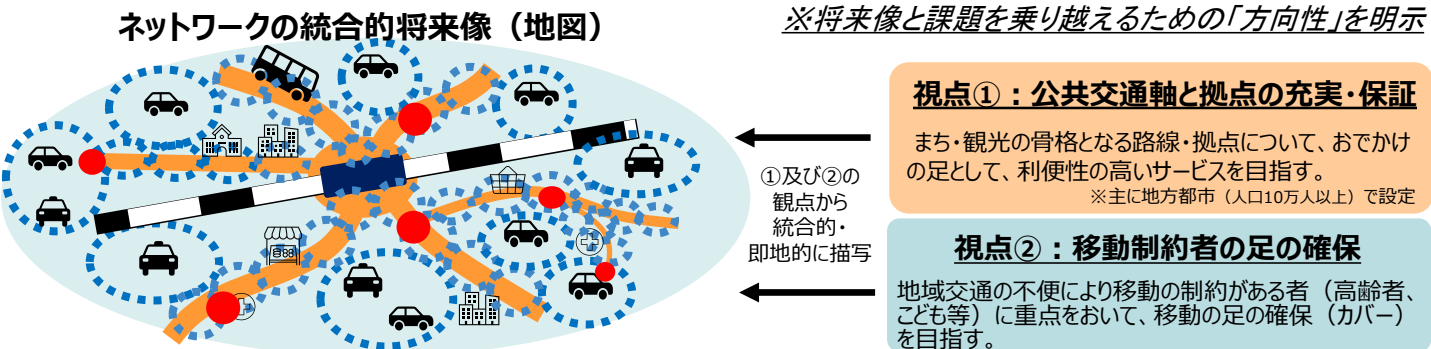 ネットワークの統合的将来像（地図）
※将来像と課題を乗り越えるための「方向性」を明示
①及び②の
観点から
統合的・
即地的に描写
視点①：公共交通軸と拠点の充実・保証
まち・観光の骨格となる路線・拠点について、おでかけ
の足として、利便性の高いサービスを目指す。
※主に地方都市（人口10万人以上）で設定
視点②：移動制約者の足の確保
地域交通の不便により移動の制約がある者（高齢者、
こども等）に重点をおいて、移動の足の確保（カバー）
を目指す。